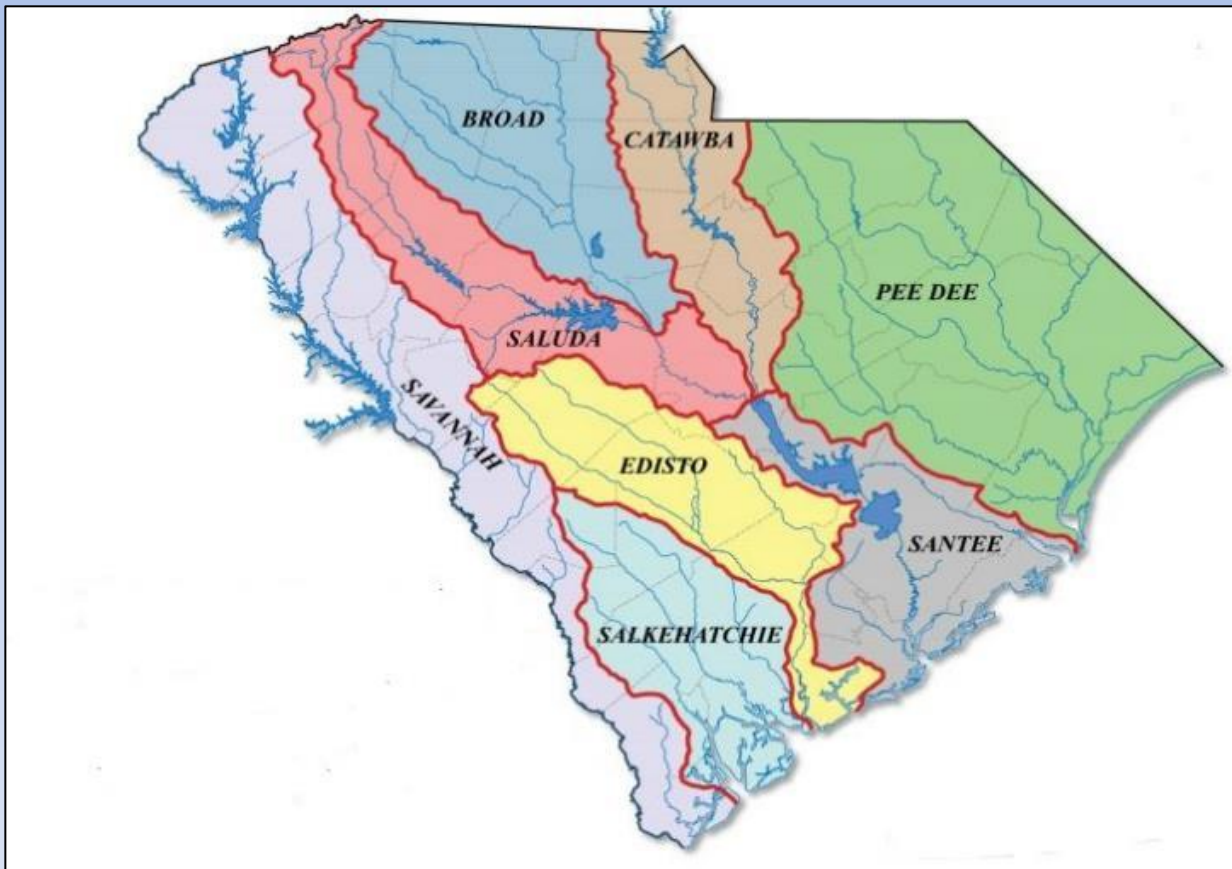 BROAD
CATAWBA
PEE DEE
SALUDA
SAVANNAH
EDISTO
SANTEE
SALKEHATCHIE